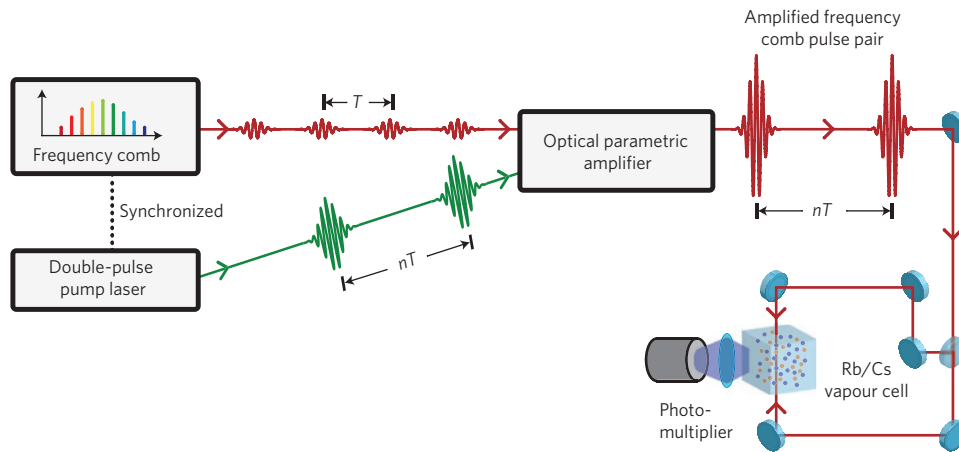 Frequency comb
T
Amplified frequency
comb pulse pair
Optical parametric
amplifier
Synchronized
nT
nT
Double-pulse
pump laser
Rb/Cs
vapour cell
Photo-
multiplier